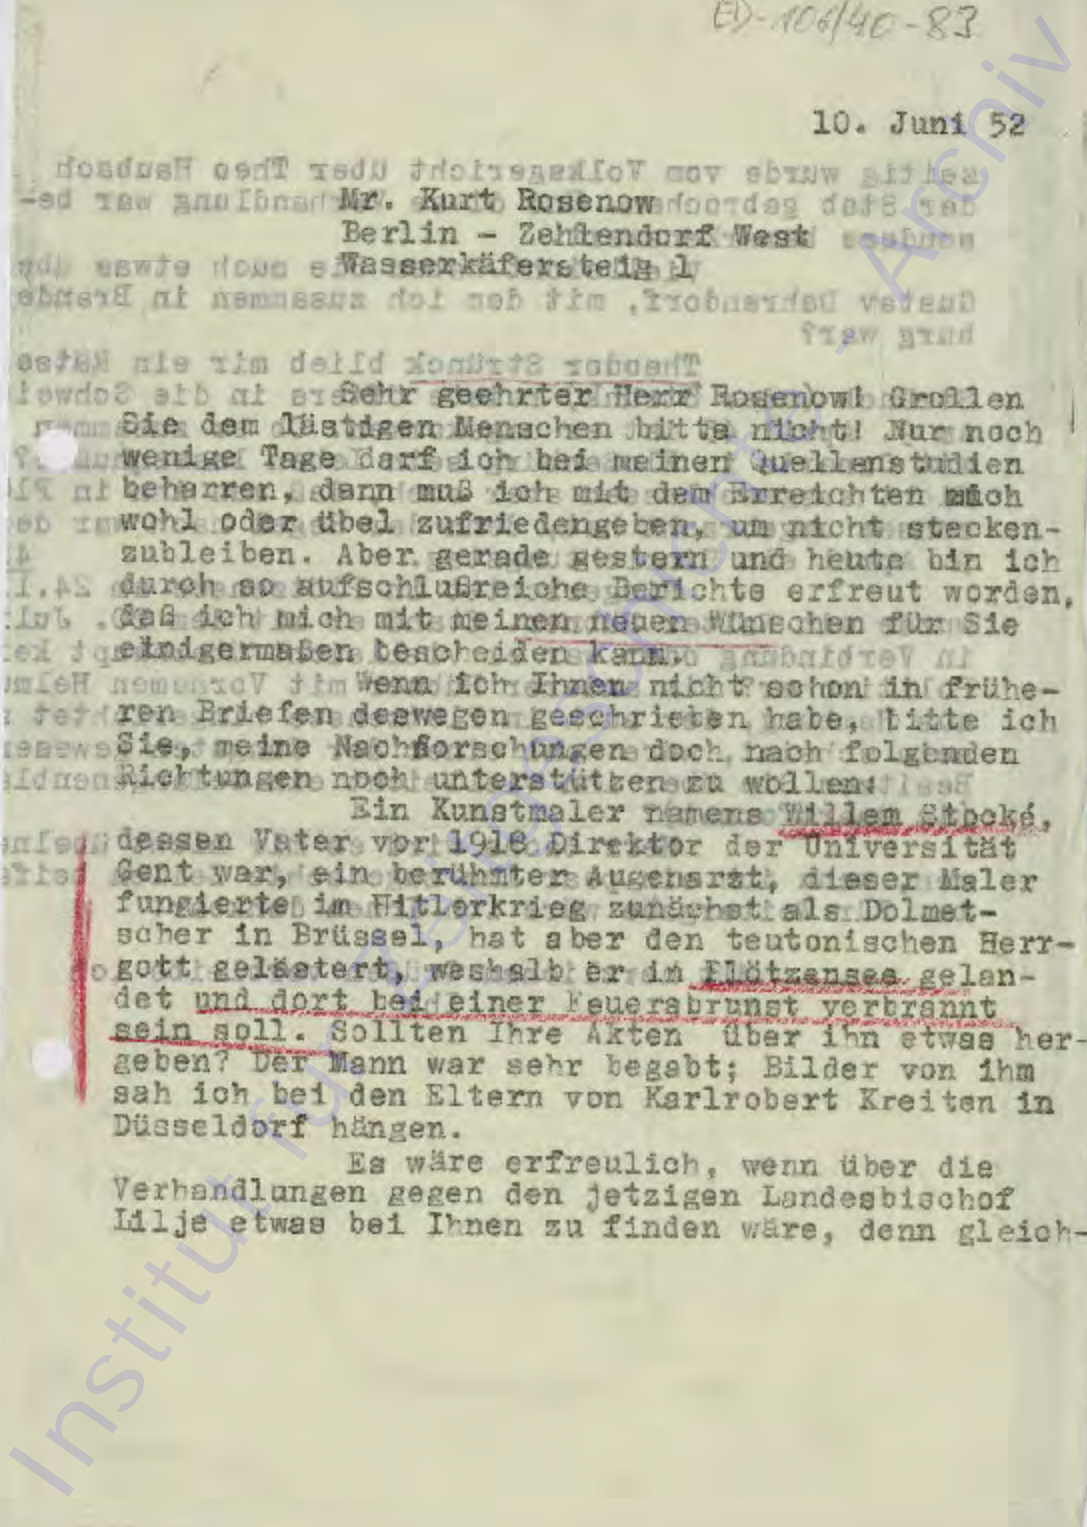 ED-106/40-83
10. Juni 52
Mr. Kurt Rosenow
Berlin - Zehlendorf West
Wasserkäfersteig 1
Sehr geehrter Herr Rosenow! Grollen
Sie dem lästigen Menschen bitte nicht! Nur noch
wenige Tage darf ich bei meinen Quellenstudien
beharren, dann muß ich mit dem Erreichten mich
wohl oder übel zufriedengeben, um nicht stecken-
zubleiben. Aber gerade gestern und heute bin ich
durch so aufschlußreiche Berichte erfreut worden,
daß ich mich mit meinen neuen Wünschen für Sie
einigermaßen bescheiden kann.
Wenn ich Ihnen nicht schon in frühe-
ren Briefen deswegen geschrieben habe, bitte ich
Sie, meine Nachforschungen doch nach folgenden
Richtungen noch unterstützen zu wollen:
Ein Kunstmaler namens Willem Stocké,
dessen Vater vor 1918 Direktor der Universität
Gent war, ein berühmter Augenarzt, dieser Maler
fungierte im Hitlerkrieg zunächst als Dolmet-
scher in Brüssel, hat aber den teutonischen Herr-
gott gelästert, weshalb er in Plötzensee gelan-
det und dort bei einer Feuersbrunst verbrannt
sein soll. Sollten Ihre Akten über ihn etwas her-
geben? Der Mann war sehr begabt; Bilder von ihm
sah ich bei den Eltern von Karlrobert Kreiten in
Düsseldorf hängen.
Es wäre erfreulich, wenn über die
Verhandlungen gegen den jetzigen Landesbischof
Lilje etwas bei Ihnen zu finden wäre, denn gleich-
Institut für Zeitgeschichte - Archiv